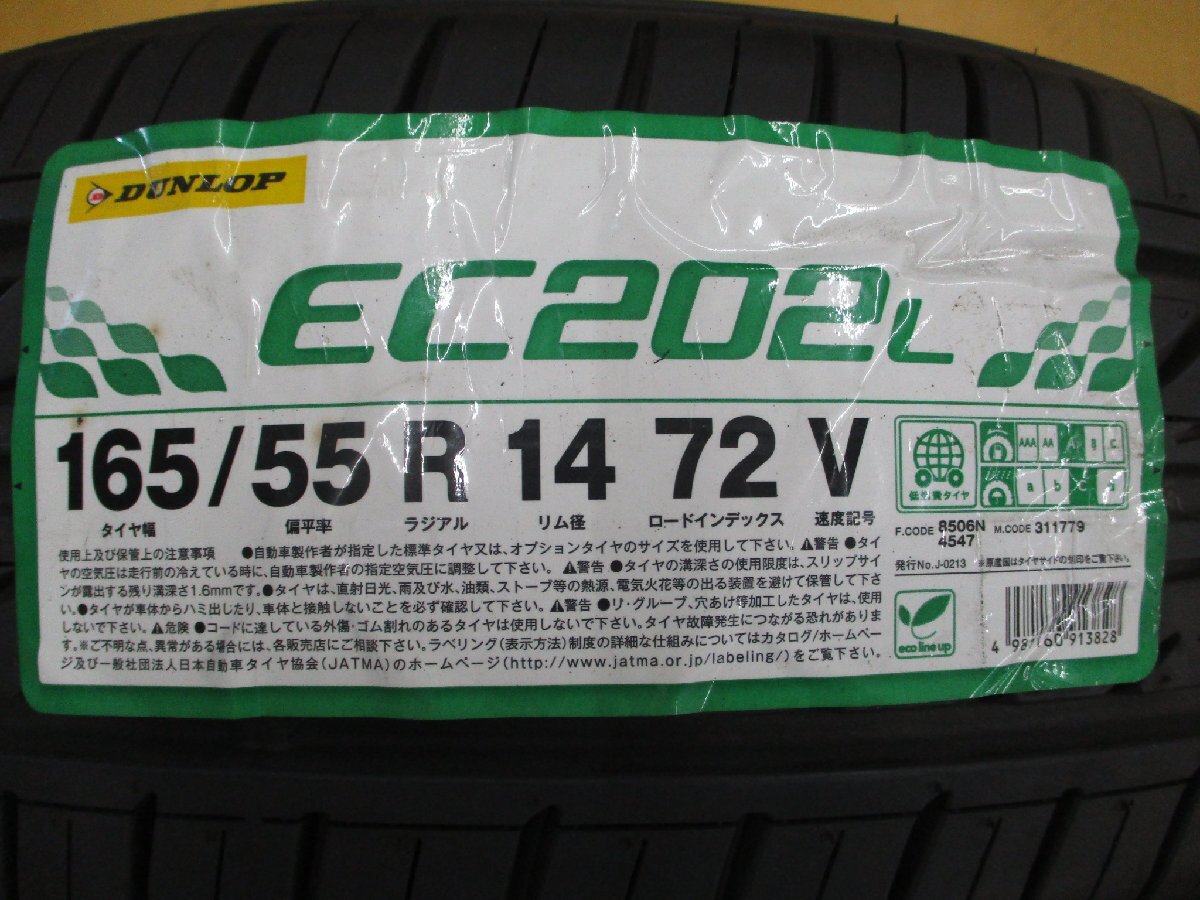 DUNLOP
EC202L
165/55 R 14 72 V
タイヤ幅 偏平率 ラジアル リム径 ロードインデックス 速度記号
低燃費タイヤ
AAA AA A B C
a b c d
F.CODE 8506N M.CODE 311779
4547
発行No.J-0213 ※原産国はタイヤサイドの刻印をご覧下さい。
使用上及び保管上の注意事項 ●自動車製作者が指定した標準タイヤ又は、オプションタイヤのサイズを使用して下さい。▲警告 ●タイ
ヤの空気圧は走行前の冷えている時に、自動車製作者の指定空気圧に調整して下さい。▲警告 ●タイヤの溝深さの使用限度は、スリップサイ
ンが露出する残り溝深さ1.6mmです。●タイヤは、直射日光、雨及び水、油類、ストーブ等の熱源、電気火花等の出る装置を避けて保管して下さ
い。●タイヤが車体からハミ出したり、車体と接触しないことを必ず確認して下さい。▲警告 ●リ・グルーブ、穴あけ等加工したタイヤは、使用
しないで下さい。▲危険 ●コードに達している外傷・ゴム割れのあるタイヤは使用しないで下さい。タイヤ故障発生につながる恐れがありま
す。※ご不明な点、異常がある場合には、各販売店にご相談下さい。ラベリング(表示方法)制度の詳細な仕組みについてはカタログ/ホームペー
ジ及び一般社団法人日本自動車タイヤ協会(JATMA)のホームページ(http://www.jatma.or.jp/labeling/)をご覧下さい。
eco line up